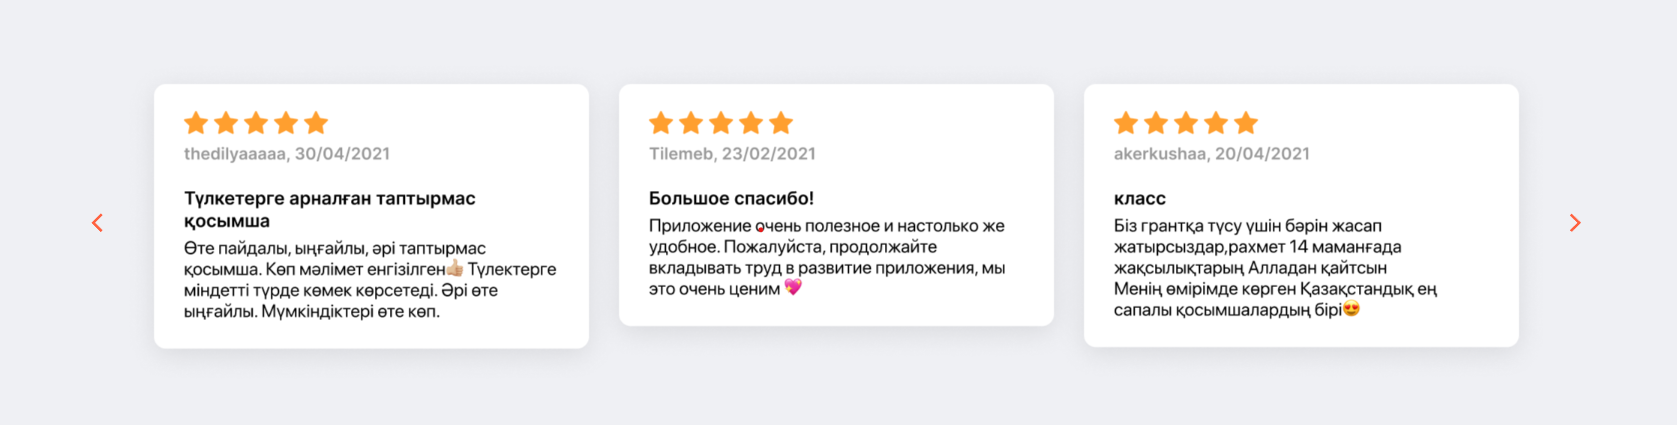 thedilyaaaaa, 30/04/2021
Түлкетерге арналған таптырмас
қосымша
Өте пайдалы, ыңғайлы, әрі таптырмас
қосымша. Көп мәлімет енгізілген👍🏼 Түлектерге
міндетті түрде көмек көрсетеді. Әрі өте
ыңғайлы. Мүмкіндіктері өте көп.
Tilemeb, 23/02/2021
Большое спасибо!
Приложение очень полезное и настолько же
удобное. Пожалуйста, продолжайте
вкладывать труд в развитие приложения, мы
это очень ценим 💖
akerkushaa, 20/04/2021
класс
Біз грантқа түсу үшін бәрін жасап
жатырсыздар,рахмет 14 маманғада
жақсылықтарың Алладан қайтсын
Менің өмірімде көрген Қазақстандық ең
сапалы қосымшалардың бірі😍